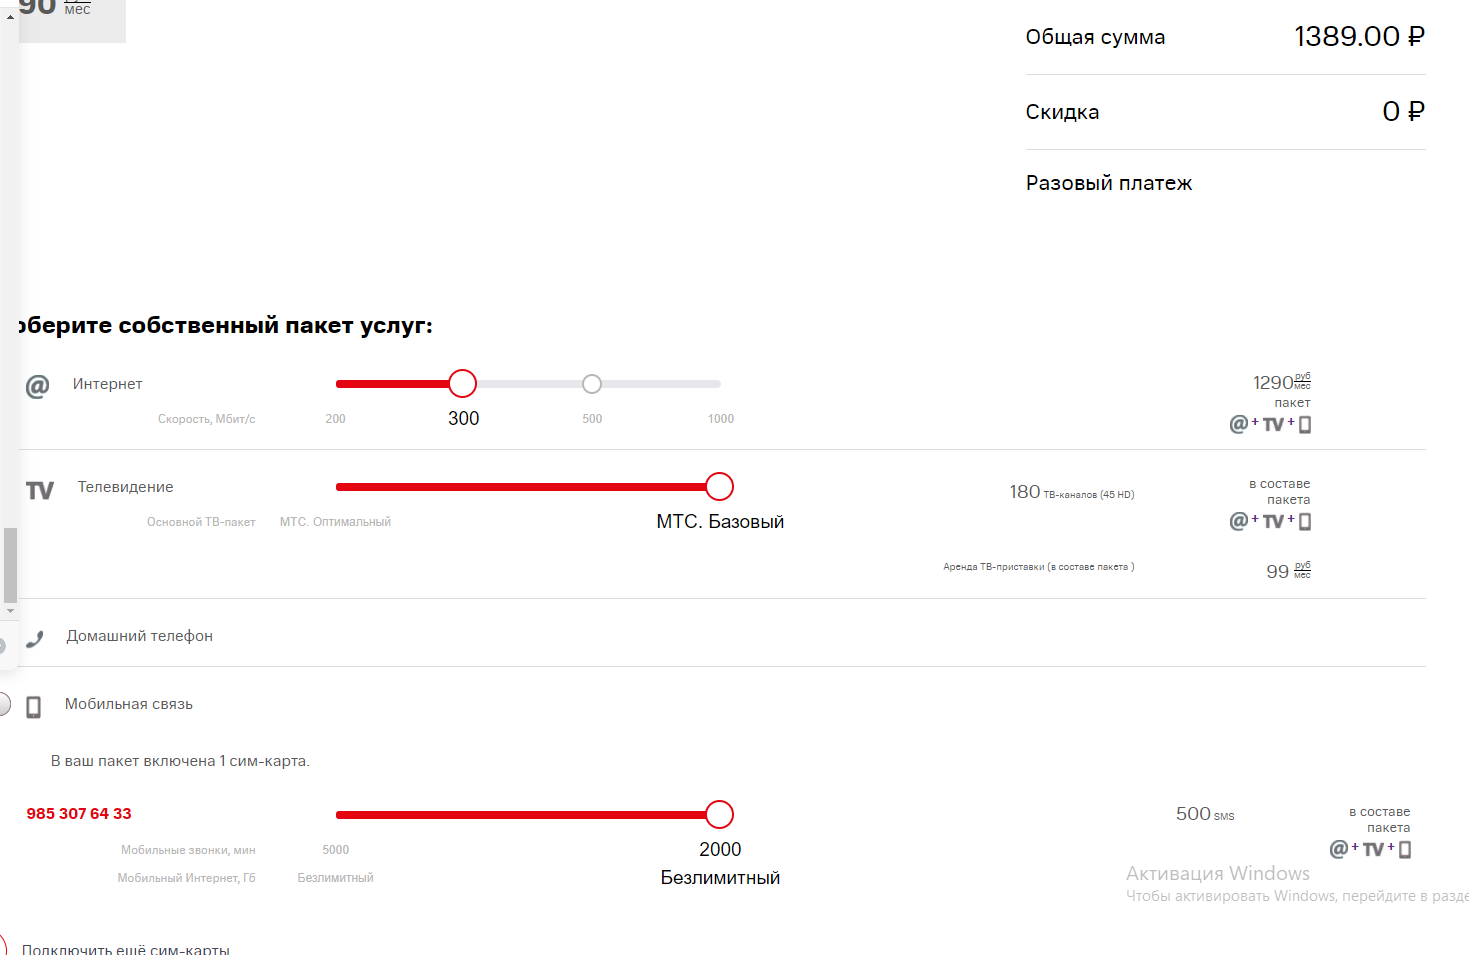 90 руб
мес
Общая сумма 1389.00 ₽
Скидка 0 ₽
Разовый платеж
оберите собственный пакет услуг:
@ Интернет 1290 руб
мес
пакет
Скорость, Мбит/с 200 300 500 1000
@ + TV +
TV Телевидение 180 ТВ-каналов (45 HD) в составе
пакета
Основной ТВ-пакет МТС. Оптимальный МТС. Базовый @ + TV +
Аренда ТВ-приставки (в составе пакета ) 99 руб
мес
Домашний телефон
Мобильная связь
В ваш пакет включена 1 сим-карта.
985 307 64 33 500 SMS в составе
пакета
Мобильные звонки, мин 5000 2000 @ + TV +
Мобильный Интернет, Гб Безлимитный Безлимитный
Активация Windows
Чтобы активировать Windows, перейдите в разде
Подключить ещё сим-карты